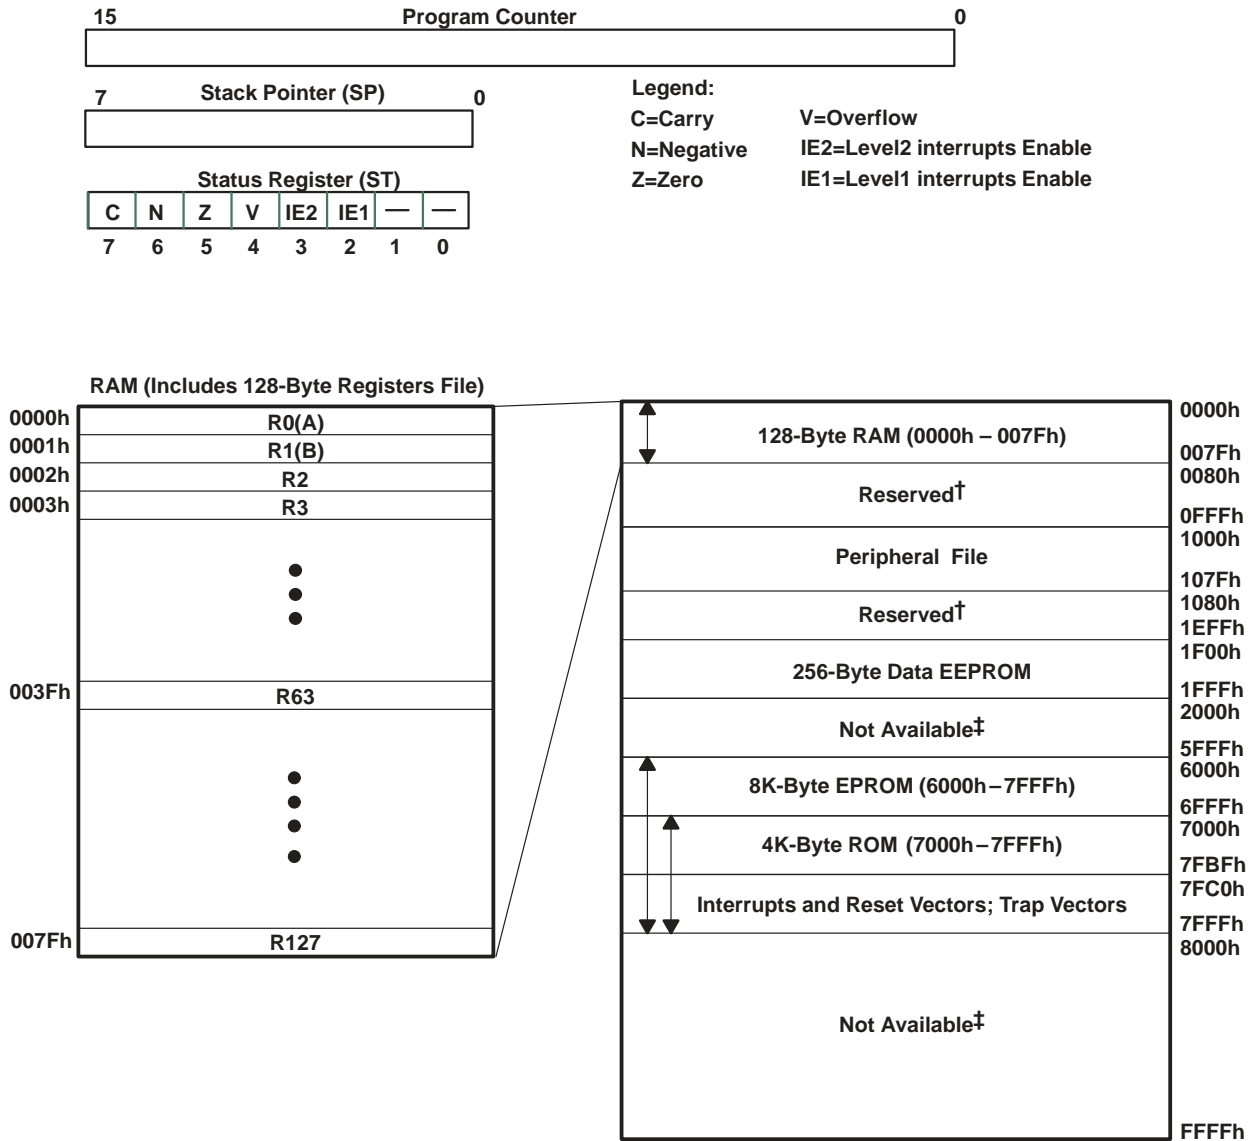 15 Program Counter 0
7 Stack Pointer (SP) 0
Legend:
C=Carry V=Overflow
N=Negative IE2=Level2 interrupts Enable
Z=Zero IE1=Level1 interrupts Enable
Status Register (ST)
C N Z V IE2 IE1 — —
7 6 5 4 3 2 1 0
RAM (Includes 128-Byte Registers File)
0000h R0(A)
0001h R1(B)
0002h R2
0003h R3
003Fh R63
007Fh R127
0000h
128-Byte RAM (0000h – 007Fh)
007Fh
0080h
Reserved†
0FFFh
1000h
Peripheral File
107Fh
1080h
Reserved†
1EFFh
1F00h
256-Byte Data EEPROM
1FFFh
2000h
Not Available‡
5FFFh
6000h
8K-Byte EPROM (6000h – 7FFFh)
6FFFh
7000h
4K-Byte ROM (7000h – 7FFFh)
7FBFh
7FC0h
Interrupts and Reset Vectors; Trap Vectors
7FFFh
8000h
Not Available‡
FFFFh